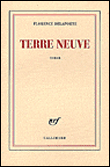 FLORENCE DELAPORTE
TERRE NEUVE
roman
nrf
GALLIMARD